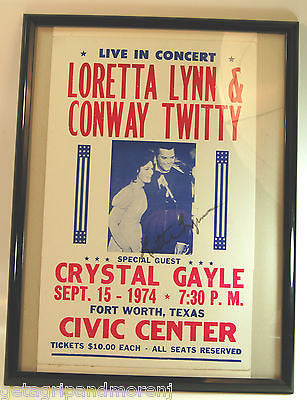 ★ LIVE IN CONCERT ★
LORETTA LYNN &
CONWAY TWITTY
★ ★ ★ SPECIAL GUEST ★ ★ ★
CRYSTAL GAYLE
SEPT. 15 - 1974 ★ 7:30 P. M.
FORT WORTH, TEXAS
CIVIC CENTER
TICKETS $10.00 EACH - ALL SEATS RESERVED
getagripandmorenj